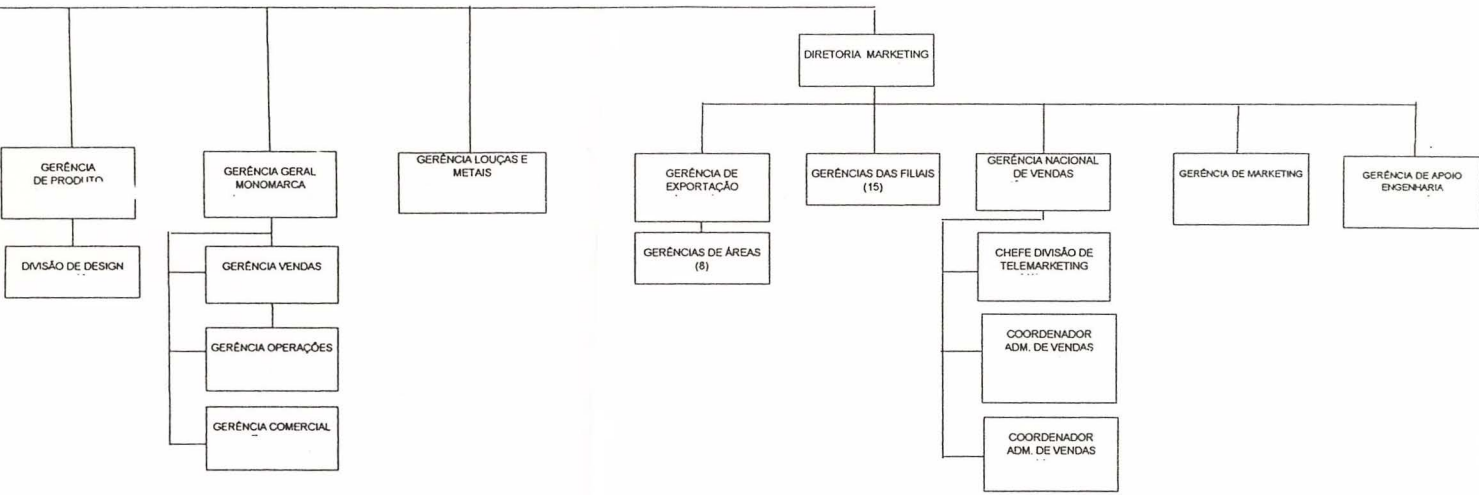 DIRETORIA MARKETING
GERÊNCIA
DE PRODUTO
GERÊNCIA GERAL
MONOMARCA
GERÊNCIA LOUÇAS E
METAIS
GERÊNCIA DE
EXPORTAÇÃO
GERÊNCIAS DAS FILIAIS
(15)
GERÊNCIA NACIONAL
DE VENDAS
GERÊNCIA DE MARKETING
GERÊNCIA DE APOIO
ENGENHARIA
DIVISÃO DE DESIGN
GERÊNCIA VENDAS
GERÊNCIA OPERAÇÕES
GERÊNCIA COMERCIAL
GERÊNCIAS DE ÁREAS
(8)
CHEFE DIVISÃO DE
TELEMARKETING
COORDENADOR
ADM. DE VENDAS
COORDENADOR
ADM. DE VENDAS